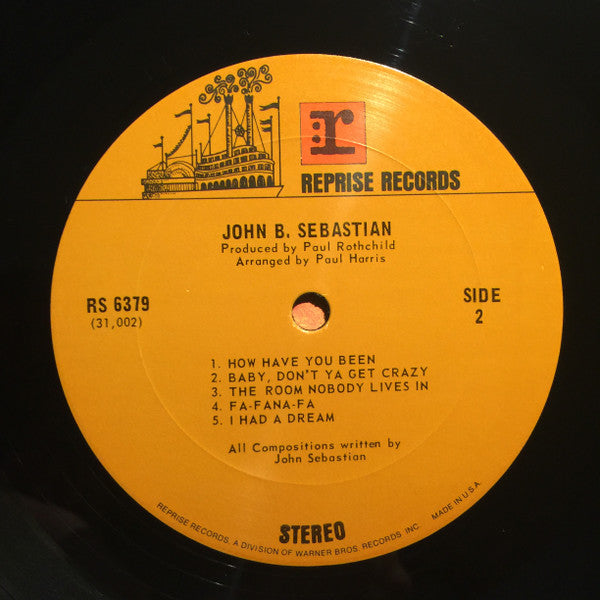 r
REPRISE RECORDS
JOHN B. SEBASTIAN
Produced by Paul Rothchild
Arranged by Paul Harris
RS 6379
(31,002)
SIDE
2
1. HOW HAVE YOU BEEN
2. BABY, DON'T YA GET CRAZY
3. THE ROOM NOBODY LIVES IN
4. FA-FANA-FA
5. I HAD A DREAM
All Compositions written by
John Sebastian
STEREO
REPRISE RECORDS, A DIVISION OF WARNER BROS. RECORDS, INC. MADE IN U.S.A.